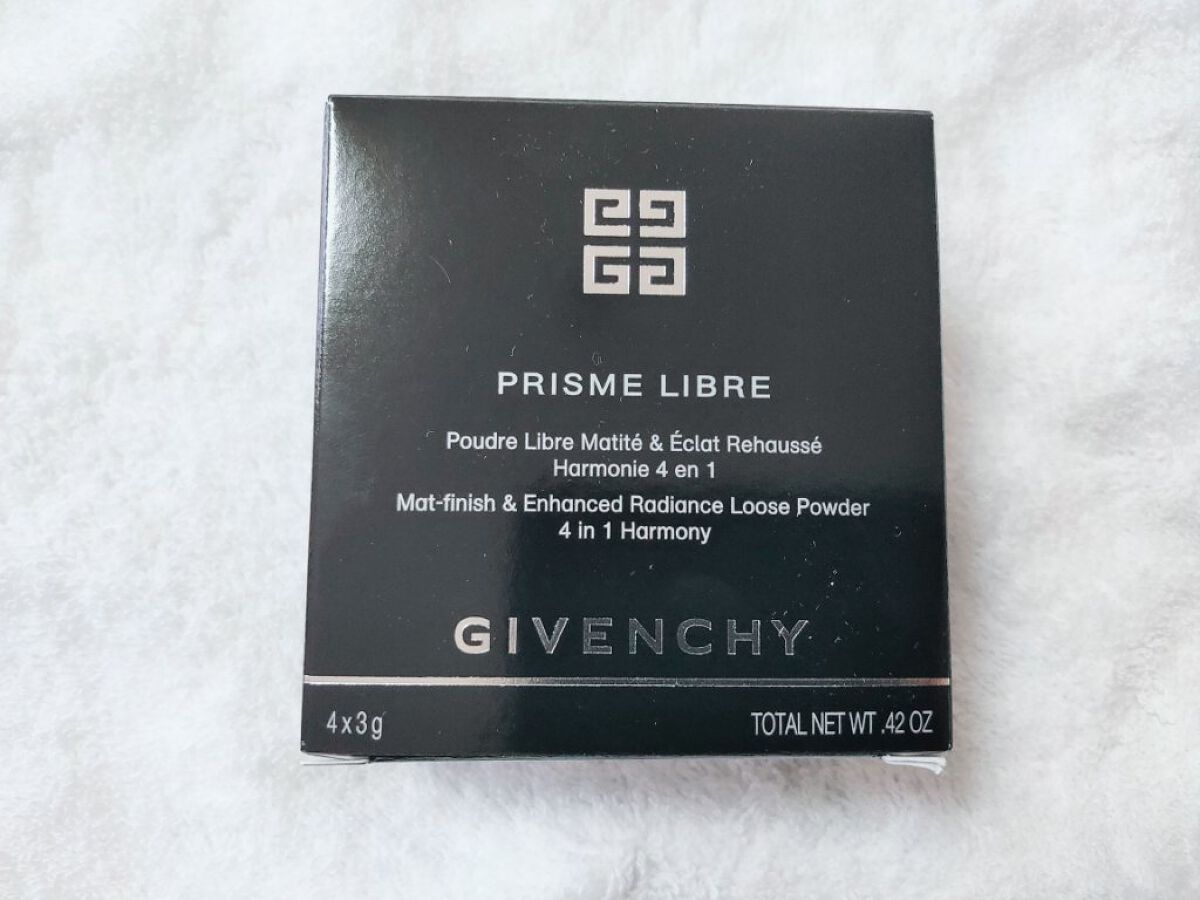 PRISME LIBRE
Poudre Libre Matité & Éclat Rehaussé
Harmonie 4 en 1
Mat-finish & Enhanced Radiance Loose Powder
4 in 1 Harmony
GIVENCHY
4x3g
TOTAL NET WT .42 OZ